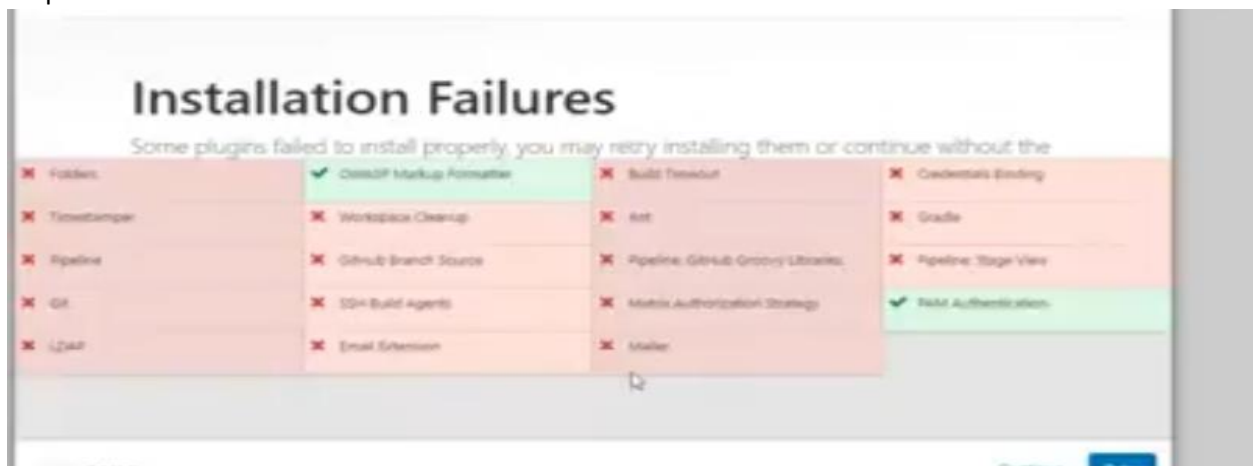 Installation Failures
Some plugins failed to install properly, you may retry installing them or continue without the
Folders
OWASP Markup Formatter
Build Timeout
Credentials Binding
Timestamper
Workspace Cleanup
Ant
Gradle
Pipeline
GitHub Branch Source
Pipeline: GitHub Groovy Libraries
Pipeline: Stage View
Git
SSH Build Agents
Matrix Authorization Strategy
PAM Authentication
LDAP
Email Extension
Mailer